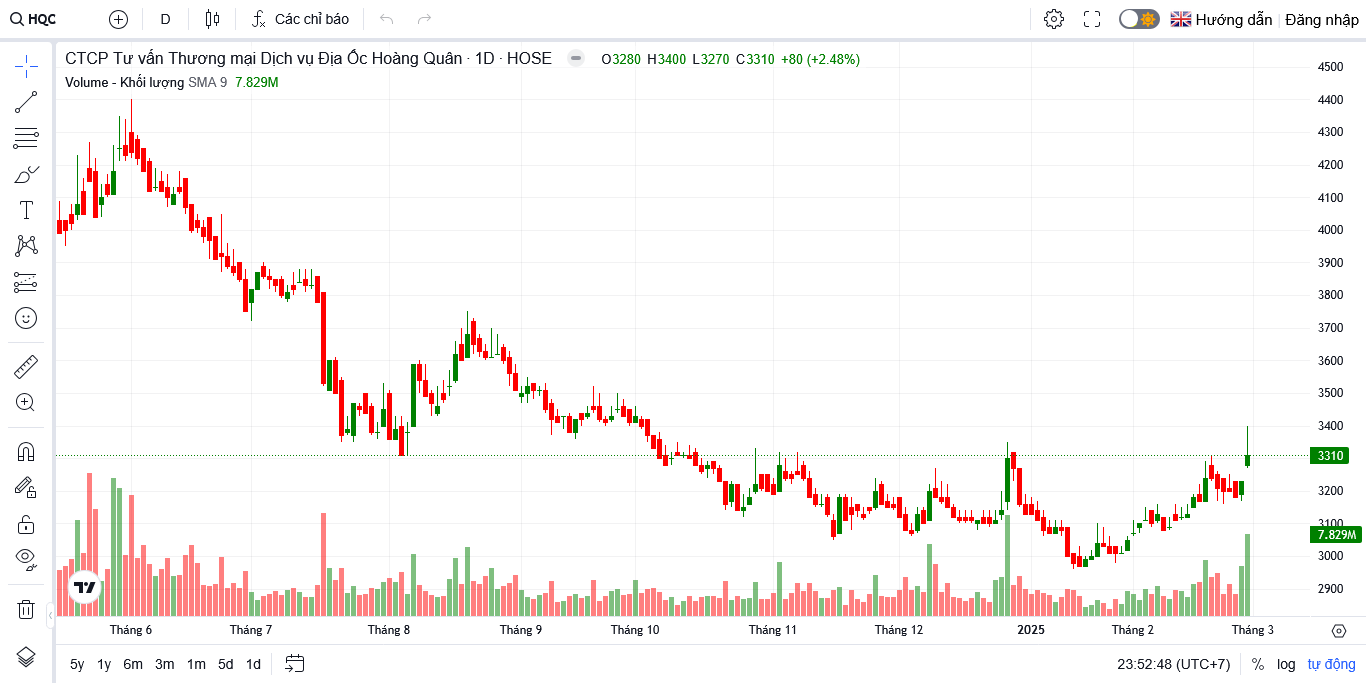 HQC D Các chỉ báo Hướng dẫn Đăng nhập
CTCP Tư vấn Thương mại Dịch vụ Địa Ốc Hoàng Quân · 1D · HOSE O3280 H3400 L3270 C3310 +80 (+2.48%)
Volume - Khối lượng SMA 9 7.829M
4500
4400
4300
4200
4100
4000
3900
3800
3700
3600
3500
3400
3310
3200
3100
7.829M
3000
2900
Tháng 6 Tháng 7 Tháng 8 Tháng 9 Tháng 10 Tháng 11 Tháng 12 2025 Tháng 2 Tháng 3
5y 1y 6m 3m 1m 5d 1d 23:52:48 (UTC+7) % log tự động